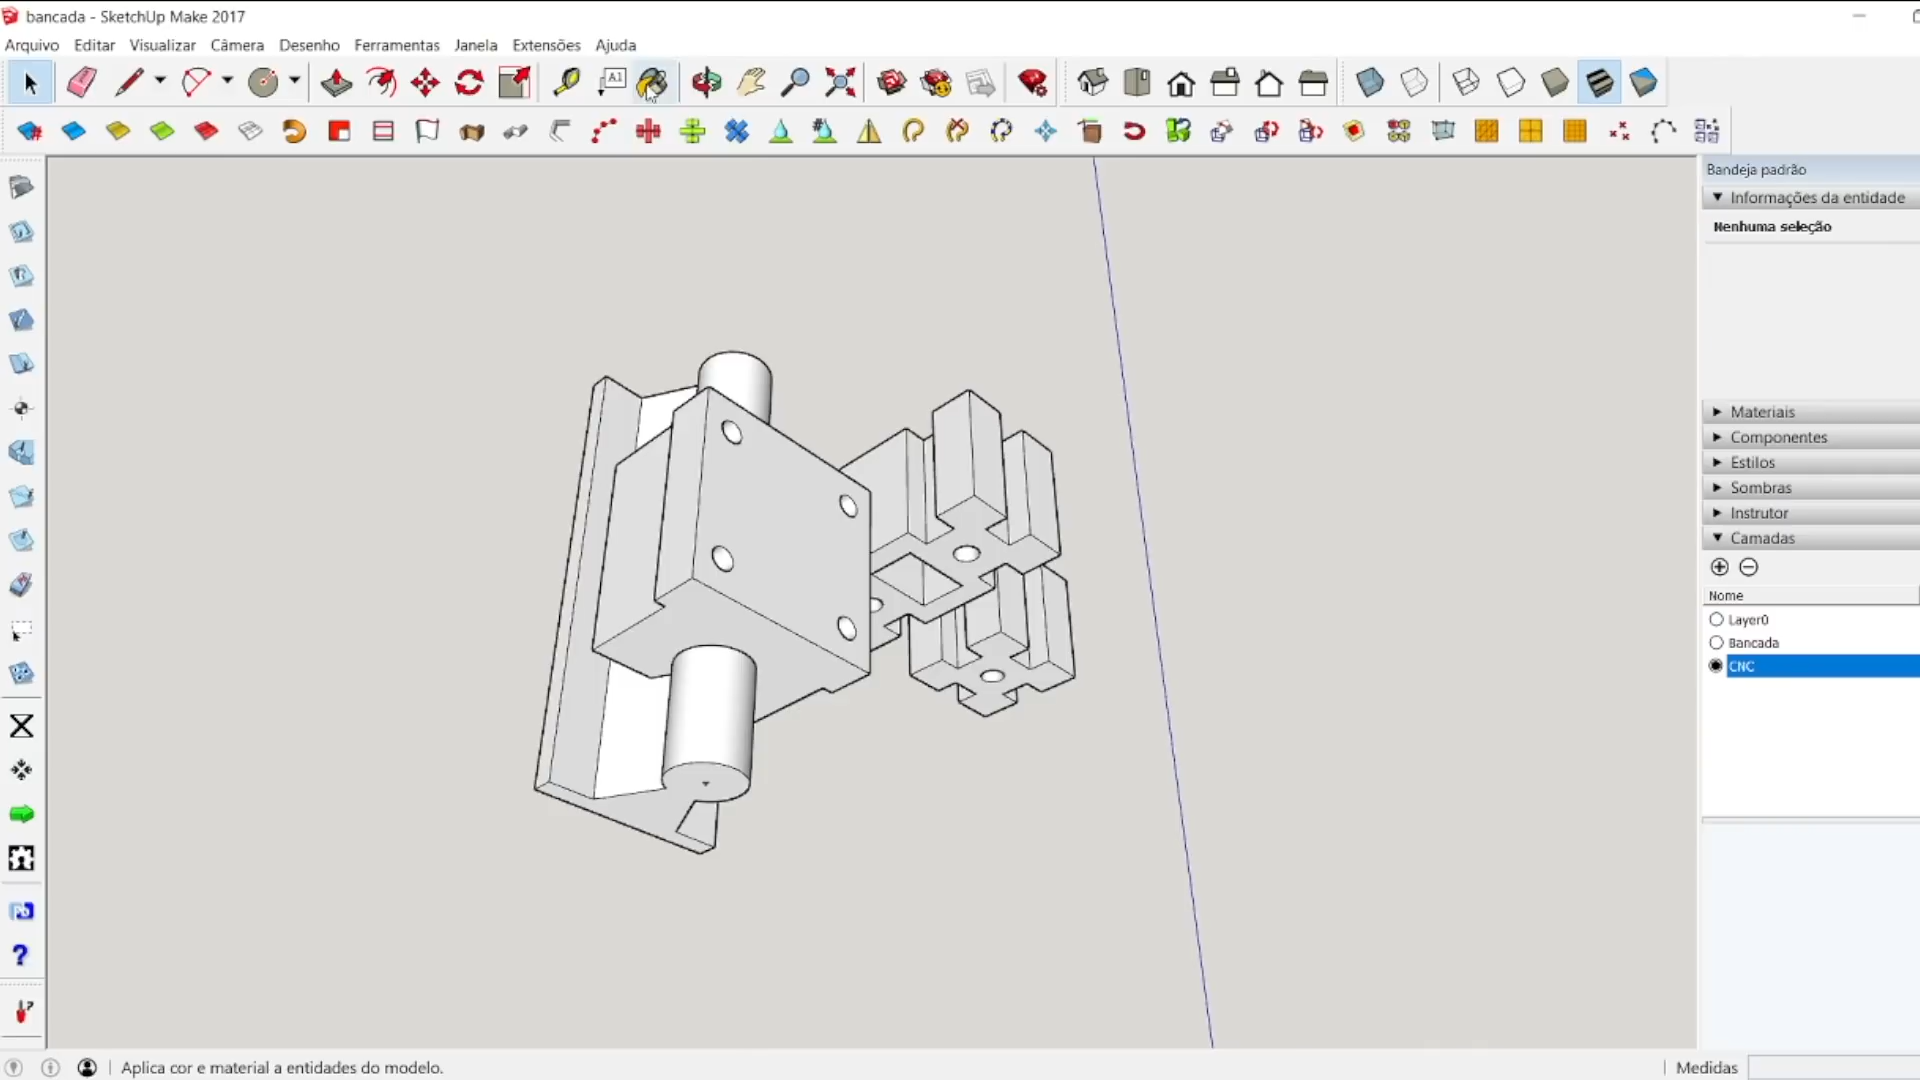 bancada - SketchUp Make 2017
Arquivo Editar Visualizar Câmera Desenho Ferramentas Janela Extensões Ajuda
A1
Bandeja padrão
Informações da entidade
Nenhuma seleção
Materiais
Componentes
Estilos
Sombras
Instrutor
Camadas
Nome
Layer0
Bancada
CNC
?
Aplica cor e material a entidades do modelo.
Medidas